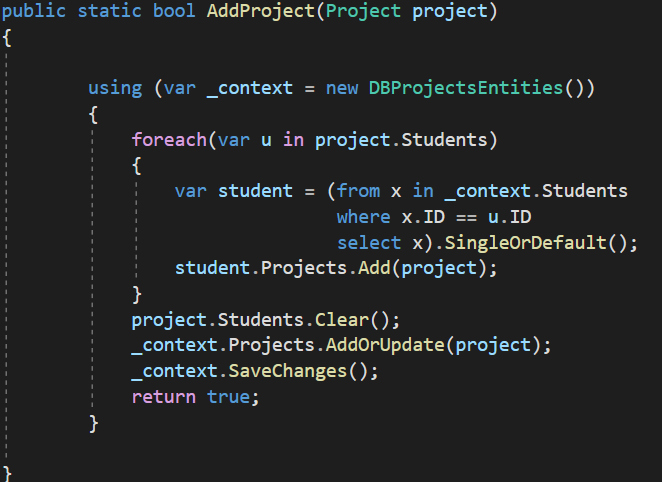 public static bool AddProject(Project project)
{
using (var _context = new DBProjectsEntities())
{
foreach(var u in project.Students)
{
var student = (from x in _context.Students
where x.ID == u.ID
select x).SingleOrDefault();
student.Projects.Add(project);
}
project.Students.Clear();
_context.Projects.AddOrUpdate(project);
_context.SaveChanges();
return true;
}
}